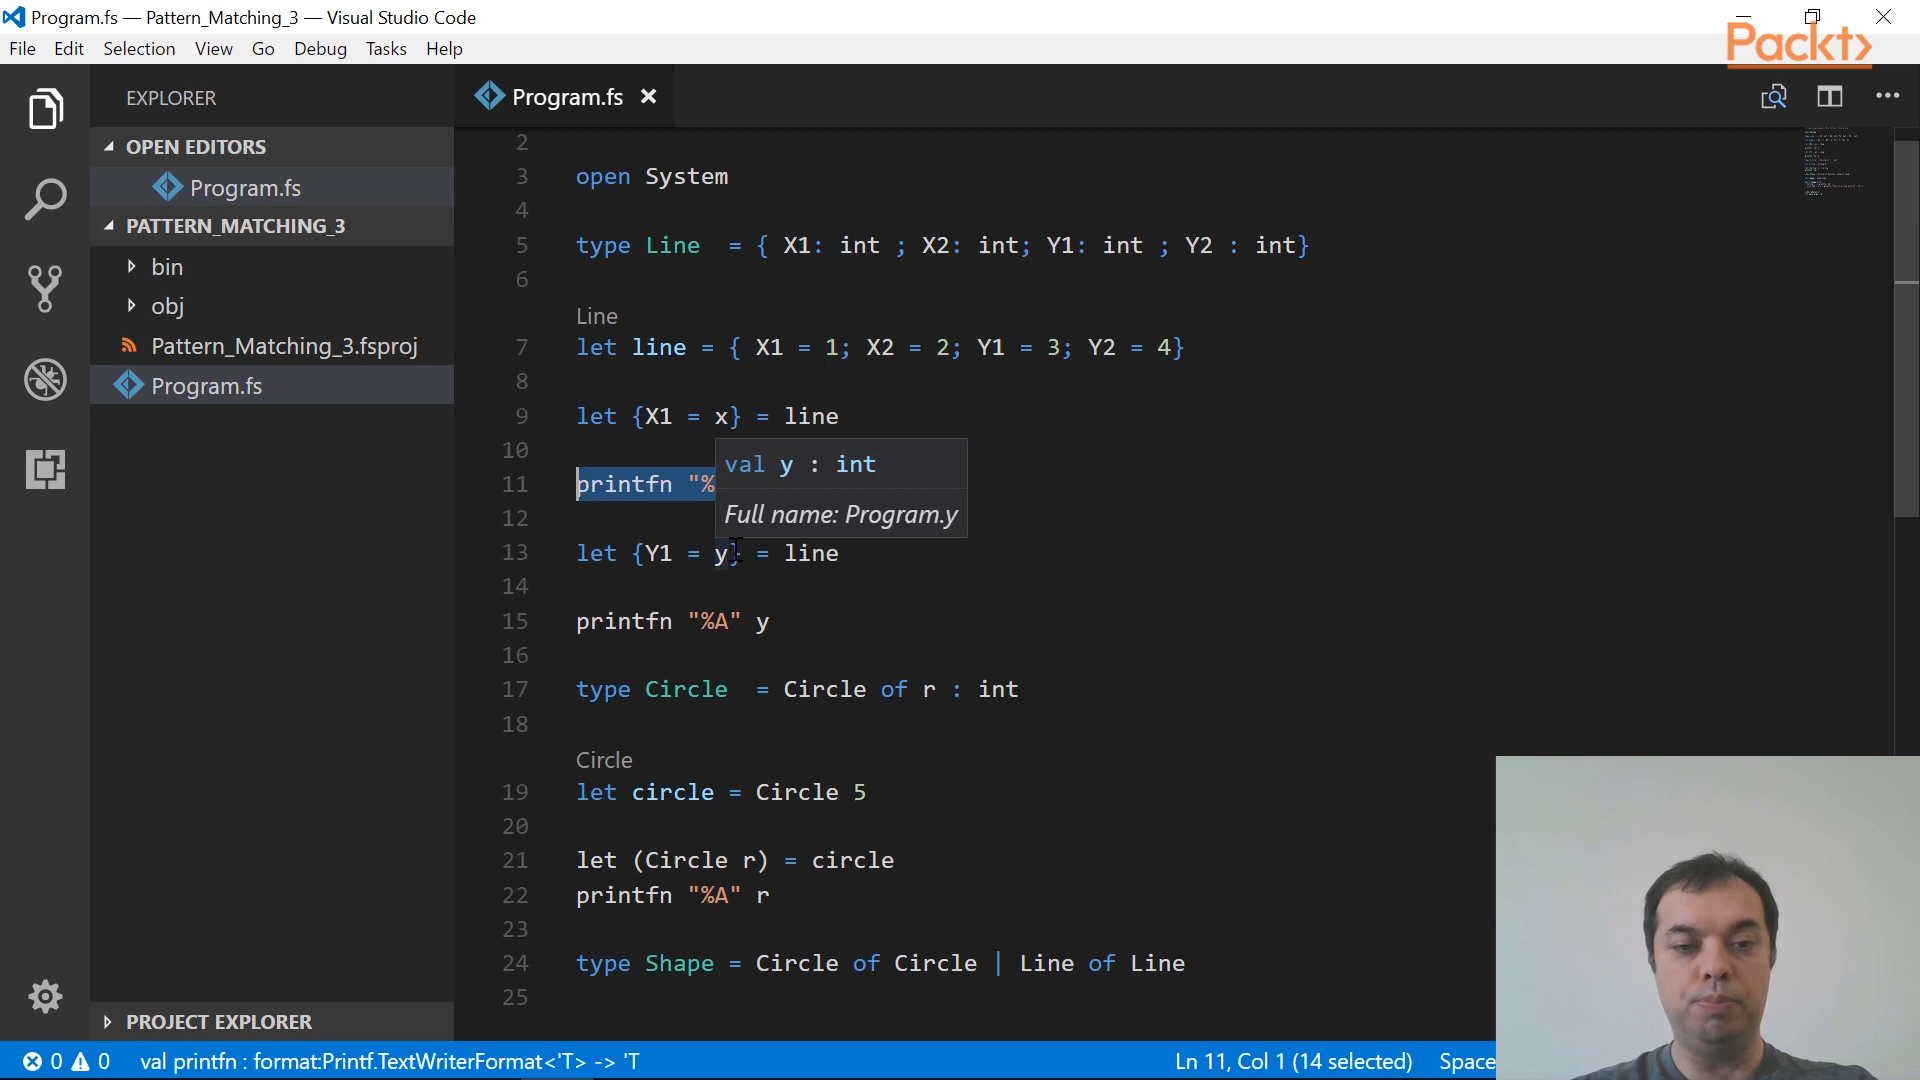 Program.fs — Pattern_Matching_3 — Visual Studio Code
Packt>
File Edit Selection View Go Debug Tasks Help
EXPLORER
OPEN EDITORS
Program.fs
PATTERN_MATCHING_3
bin
obj
Pattern_Matching_3.fsproj
Program.fs
PROJECT EXPLORER
Program.fs
2
3 open System
4
5 type Line  = { X1: int ; X2: int; Y1: int ; Y2 : int}
6
Line
7 let line = { X1 = 1; X2 = 2; Y1 = 3; Y2 = 4}
8
9 let {X1 = x} = line
10
val y : int
11 printfn "%
Full name: Program.y
12
13 let {Y1 = y} = line
14
15 printfn "%A" y
16
17 type Circle  = Circle of r : int
18
Circle
19 let circle = Circle 5
20
21 let (Circle r) = circle
22 printfn "%A" r
23
24 type Shape = Circle of Circle | Line of Line
25
0 0 val printfn : format:Printf.TextWriterFormat<'T> -> 'T Ln 11, Col 1 (14 selected) Space